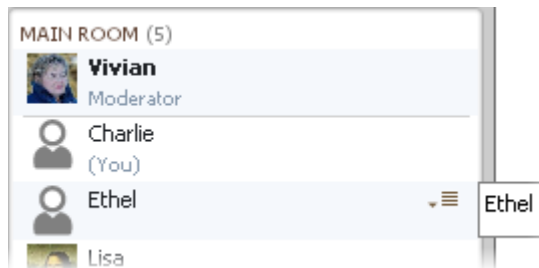 MAIN ROOM (5)
Vivian
Moderator
Charlie
(You)
Ethel
Ethel
Lisa